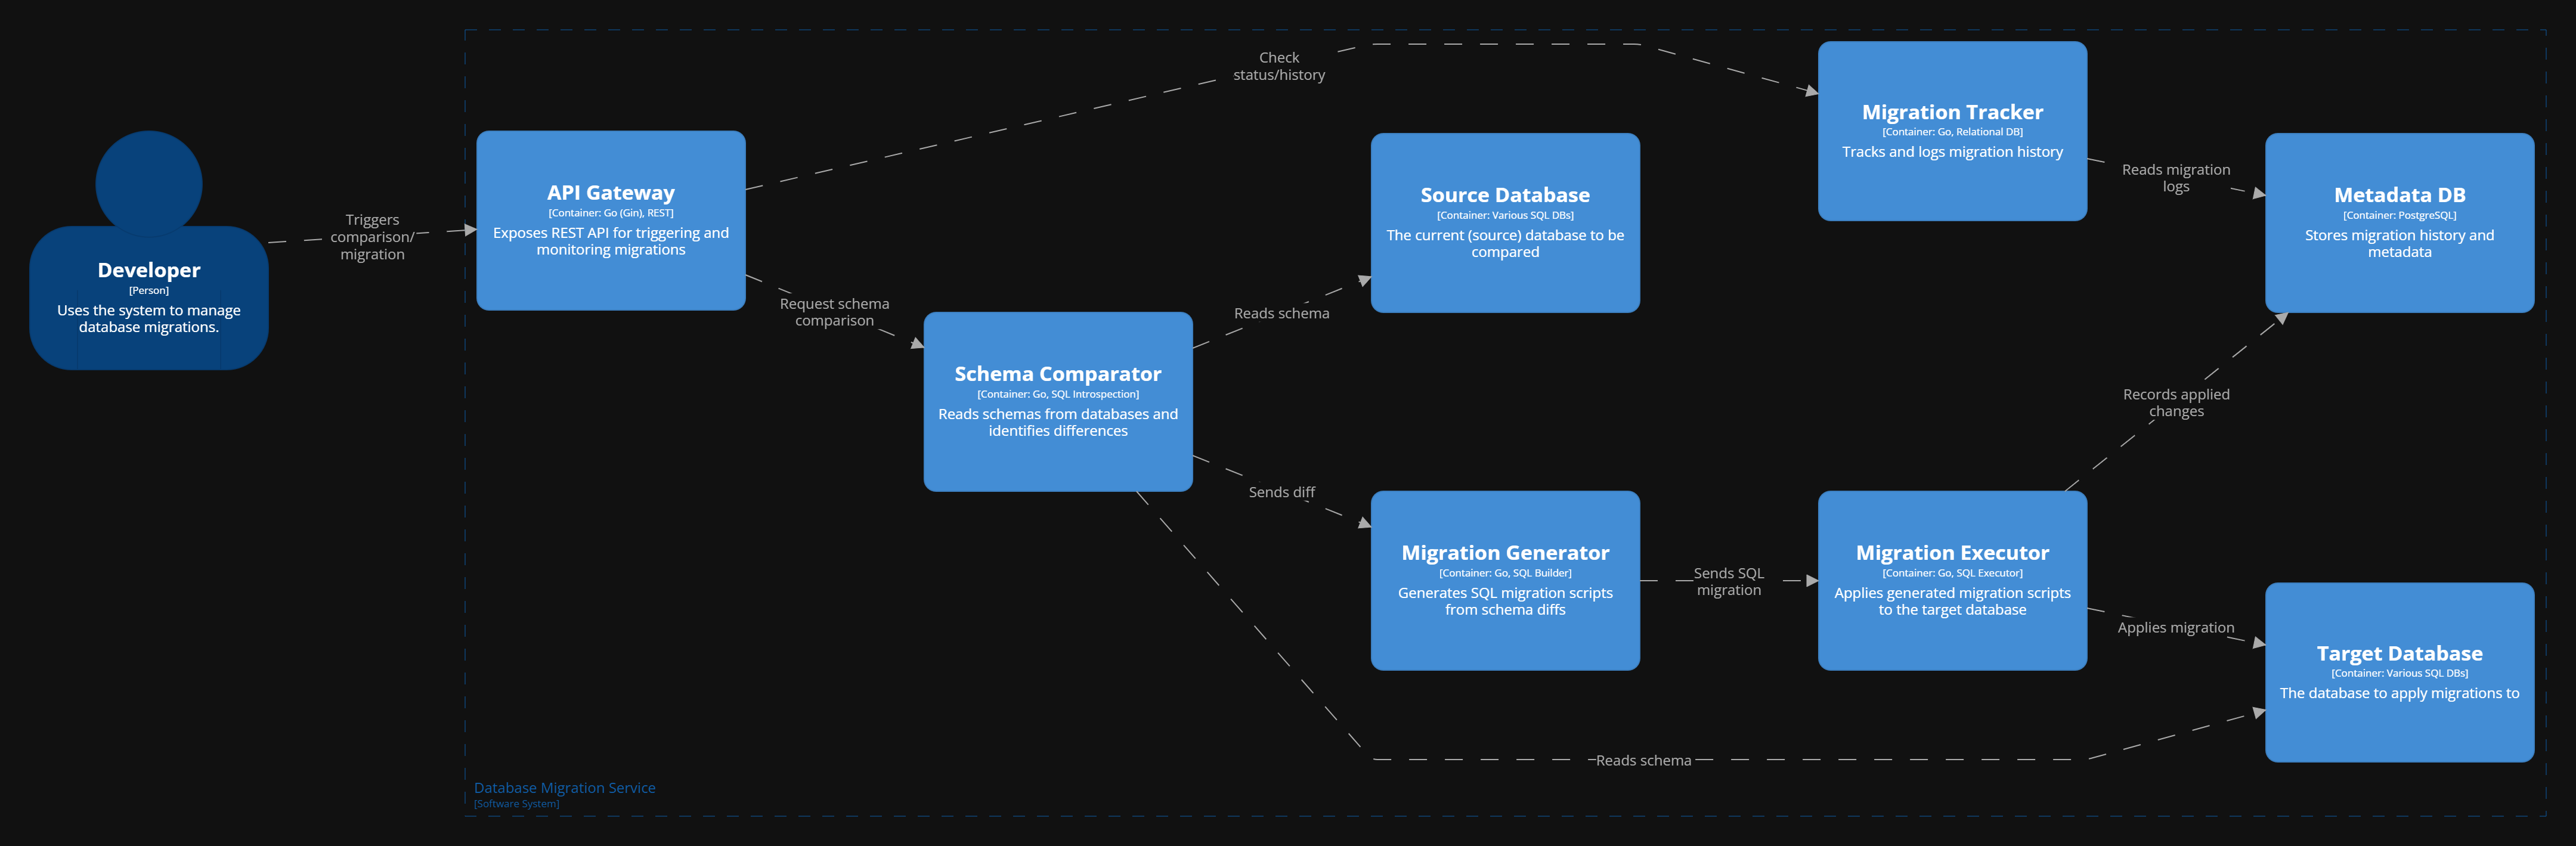 Developer
[Person]
Uses the system to manage
database migrations.
Triggers
comparison/
migration
API Gateway
[Container: Go (Gin), REST]
Exposes REST API for triggering and
monitoring migrations
Check
status/history
Request schema
comparison
Schema Comparator
[Container: Go, SQL Introspection]
Reads schemas from databases and
identifies differences
Reads schema
Source Database
[Container: Various SQL DBs]
The current (source) database to be
compared
Sends diff
Migration Generator
[Container: Go, SQL Builder]
Generates SQL migration scripts
from schema diffs
Sends SQL
migration
Migration Tracker
[Container: Go, Relational DB]
Tracks and logs migration history
Reads migration
logs
Metadata DB
[Container: PostgreSQL]
Stores migration history and
metadata
Migration Executor
[Container: Go, SQL Executor]
Applies generated migration scripts
to the target database
Records applied
changes
Applies migration
Target Database
[Container: Various SQL DBs]
The database to apply migrations to
Reads schema
Database Migration Service
[Software System]